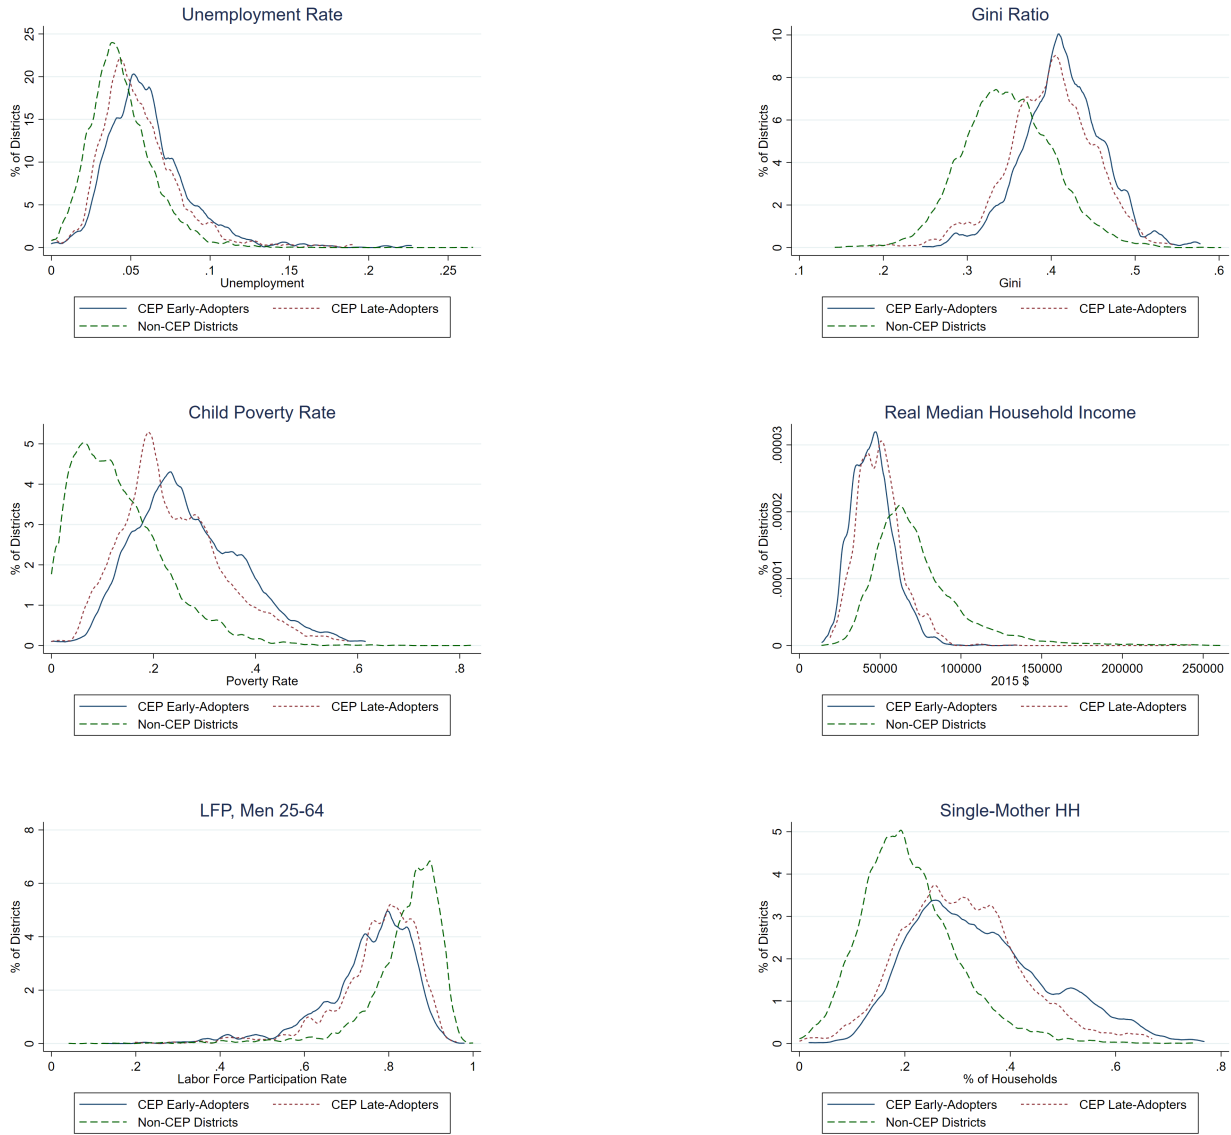 Unemployment Rate
% of Districts
25
20
15
10
5
0
0 .05 .1 .15 .2 .25
Unemployment
CEP Early-Adopters CEP Late-Adopters
Non-CEP Districts
Gini Ratio
% of Districts
10
8
6
4
2
0
.1 .2 .3 .4 .5 .6
Gini
CEP Early-Adopters CEP Late-Adopters
Non-CEP Districts
Child Poverty Rate
% of Districts
5
4
3
2
1
0
0 .2 .4 .6 .8
Poverty Rate
CEP Early-Adopters CEP Late-Adopters
Non-CEP Districts
Real Median Household Income
% of Districts
.00003
.00002
.00001
0
0 50000 100000 150000 200000 250000
2015 $
CEP Early-Adopters CEP Late-Adopters
Non-CEP Districts
LFP, Men 25-64
% of Districts
8
6
4
2
0
0 .2 .4 .6 .8 1
Labor Force Participation Rate
CEP Early-Adopters CEP Late-Adopters
Non-CEP Districts
Single-Mother HH
% of Districts
5
4
3
2
1
0
0 .2 .4 .6 .8
% of Households
CEP Early-Adopters CEP Late-Adopters
Non-CEP Districts